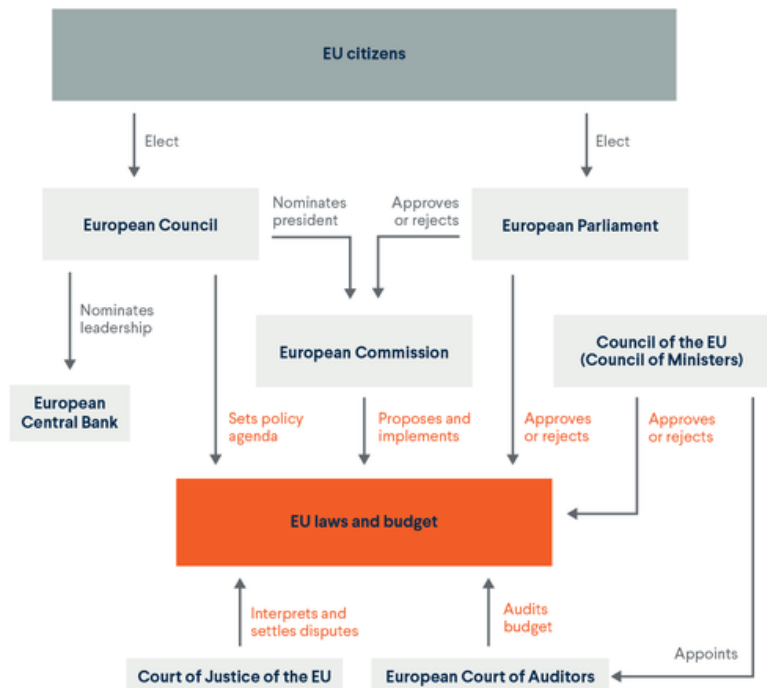 EU citizens
Elect
Elect
European Council
Nominates
president
Approves
or rejects
European Parliament
Nominates
leadership
European Commission
Council of the EU
(Council of Ministers)
European
Central Bank
Sets policy
agenda
Proposes and
implements
Approves
or rejects
Approves
or rejects
EU laws and budget
Interprets and
settles disputes
Audits
budget
Appoints
Court of Justice of the EU
European Court of Auditors